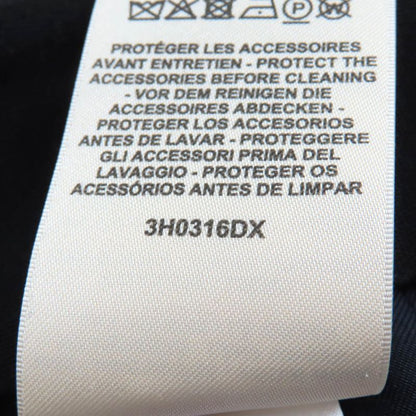 PROTÉGER LES ACCESSOIRES
AVANT ENTRETIEN - PROTECT THE
ACCESSORIES BEFORE CLEANING
- VOR DEM REINIGEN DIE
ACCESSOIRES ABDECKEN -
PROTEGER LOS ACCESORIOS
ANTES DE LAVAR - PROTEGGERE
GLI ACCESSORI PRIMA DEL
LAVAGGIO - PROTEGER OS
ACESSÓRIOS ANTES DE LIMPAR
3H0316DX